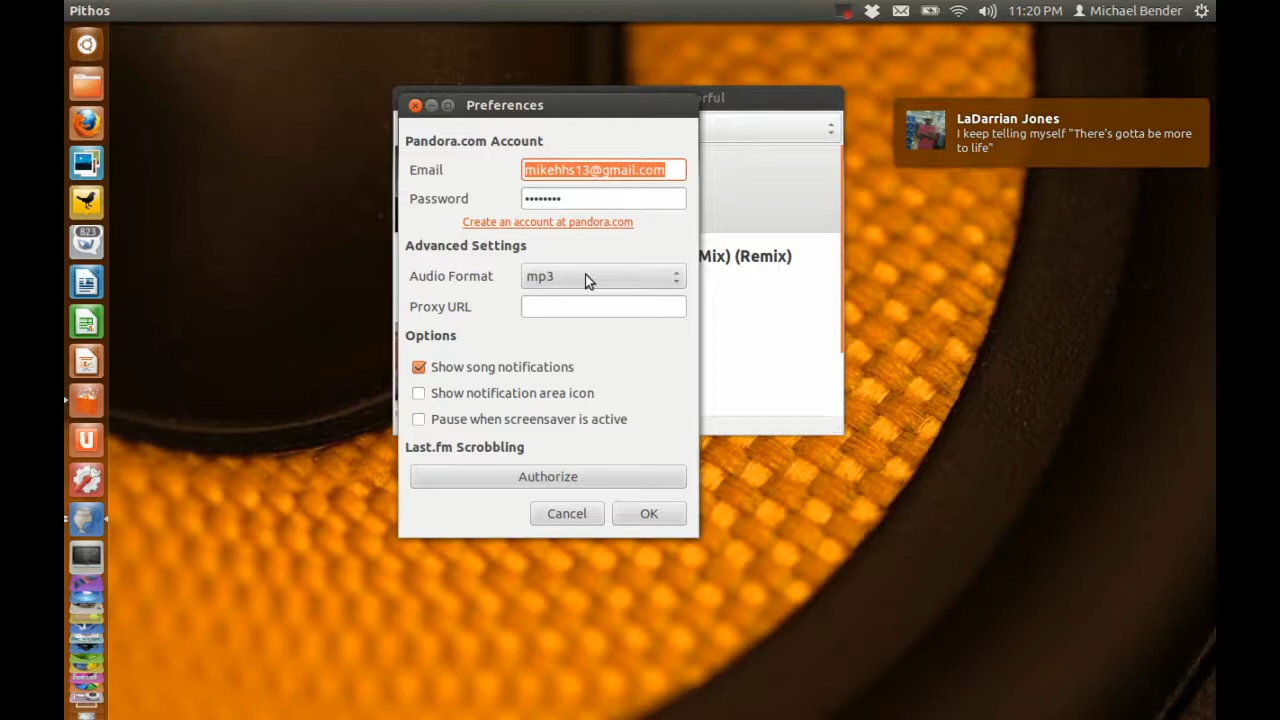 Pithos
11:20 PM
Michael Bender
Preferences
orful
LaDarrian Jones
I keep telling myself "There's gotta be more
to life"
Pandora.com Account
Email
mikehhs13@gmail.com
Password
••••••••
Create an account at pandora.com
823
Advanced Settings
Mix) (Remix)
Audio Format
mp3
Proxy URL
Options
Show song notifications
Show notification area icon
Pause when screensaver is active
Last.fm Scrobbling
U
Authorize
Cancel
OK